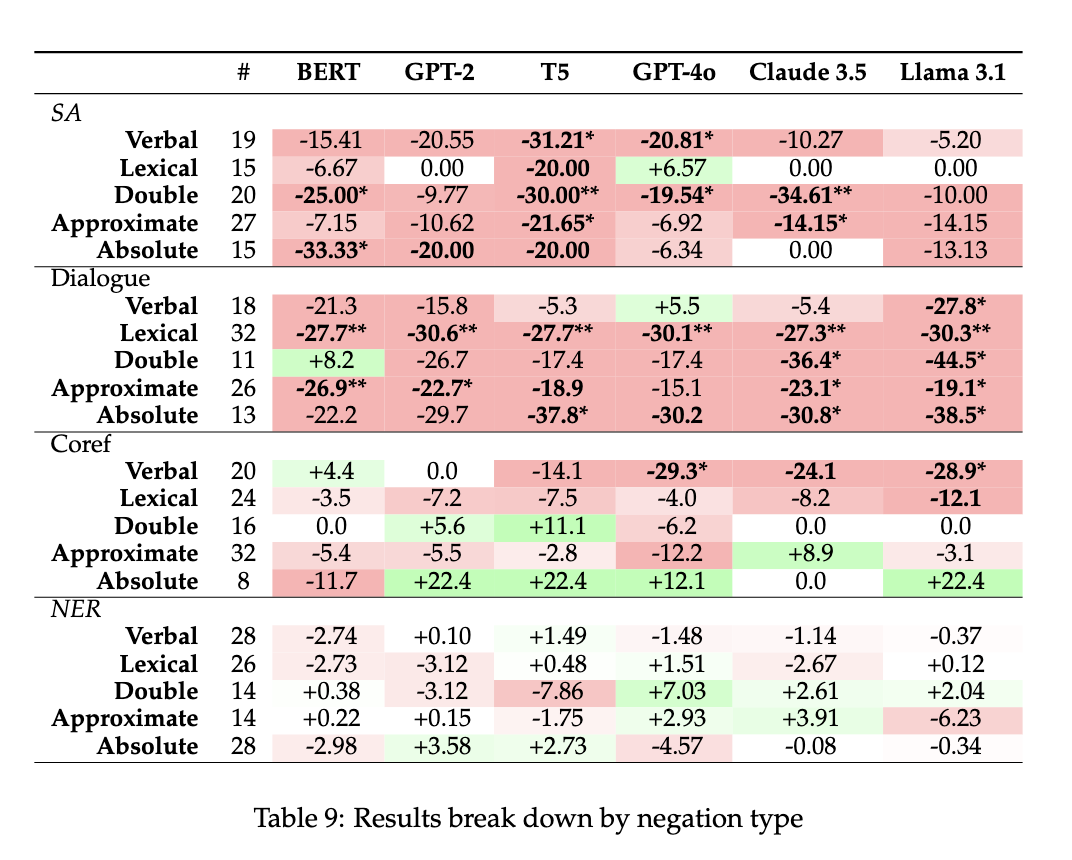 # BERT GPT-2 T5 GPT-4o Claude 3.5 Llama 3.1
SA
Verbal 19 -15.41 -20.55 -31.21* -20.81* -10.27 -5.20
Lexical 15 -6.67 0.00 -20.00 +6.57 0.00 0.00
Double 20 -25.00* -9.77 -30.00** -19.54* -34.61** -10.00
Approximate 27 -7.15 -10.62 -21.65* -6.92 -14.15* -14.15
Absolute 15 -33.33* -20.00 -20.00 -6.34 0.00 -13.13
Dialogue
Verbal 18 -21.3 -15.8 -5.3 +5.5 -5.4 -27.8*
Lexical 32 -27.7** -30.6** -27.7** -30.1** -27.3** -30.3**
Double 11 +8.2 -26.7 -17.4 -17.4 -36.4* -44.5*
Approximate 26 -26.9** -22.7* -18.9 -15.1 -23.1* -19.1*
Absolute 13 -22.2 -29.7 -37.8* -30.2 -30.8* -38.5*
Coref
Verbal 20 +4.4 0.0 -14.1 -29.3* -24.1 -28.9*
Lexical 24 -3.5 -7.2 -7.5 -4.0 -8.2 -12.1
Double 16 0.0 +5.6 +11.1 -6.2 0.0 0.0
Approximate 32 -5.4 -5.5 -2.8 -12.2 +8.9 -3.1
Absolute 8 -11.7 +22.4 +22.4 +12.1 0.0 +22.4
NER
Verbal 28 -2.74 +0.10 +1.49 -1.48 -1.14 -0.37
Lexical 26 -2.73 -3.12 +0.48 +1.51 -2.67 +0.12
Double 14 +0.38 -3.12 -7.86 +7.03 +2.61 +2.04
Approximate 14 +0.22 +0.15 -1.75 +2.93 +3.91 -6.23
Absolute 28 -2.98 +3.58 +2.73 -4.57 -0.08 -0.34
Table 9: Results break down by negation type